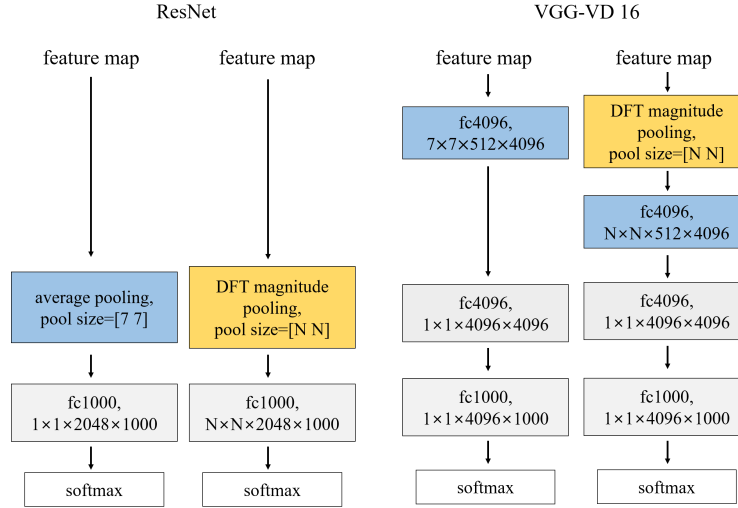 ResNet
feature map
average pooling,
pool size=[7 7]
fc1000,
1×1×2048×1000
softmax
feature map
DFT magnitude
pooling,
pool size=[N N]
fc1000,
N×N×2048×1000
softmax
VGG-VD 16
feature map
fc4096,
7×7×512×4096
fc4096,
1×1×4096×4096
fc1000,
1×1×4096×1000
softmax
feature map
DFT magnitude
pooling,
pool size=[N N]
fc4096,
N×N×512×4096
fc4096,
1×1×4096×4096
fc1000,
1×1×4096×1000
softmax